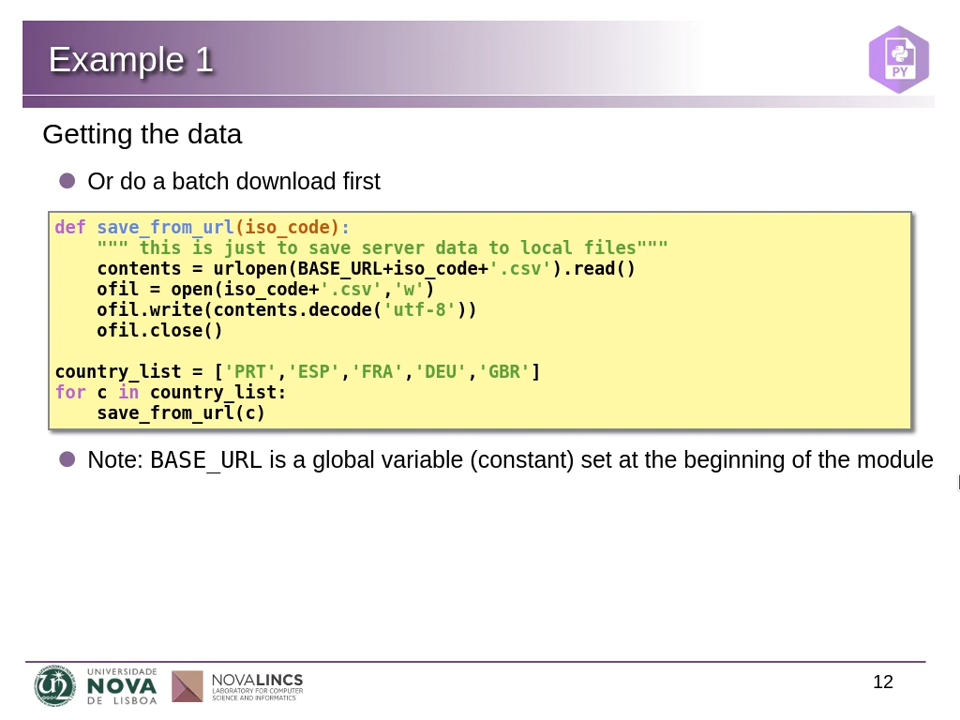 Example 1
PY
Getting the data
Or do a batch download first
def save_from_url(iso_code):
    """ this is just to save server data to local files"""
    contents = urlopen(BASE_URL+iso_code+'.csv').read()
    ofil = open(iso_code+'.csv','w')
    ofil.write(contents.decode('utf-8'))
    ofil.close()
country_list = ['PRT','ESP','FRA','DEU','GBR']
for c in country_list:
    save_from_url(c)
Note: BASE_URL is a global variable (constant) set at the beginning of the module
UNIVERSIDADE
NOVA
DE LISBOA
NOVALINCS
LABORATORY FOR COMPUTER
SCIENCE AND INFORMATICS
12